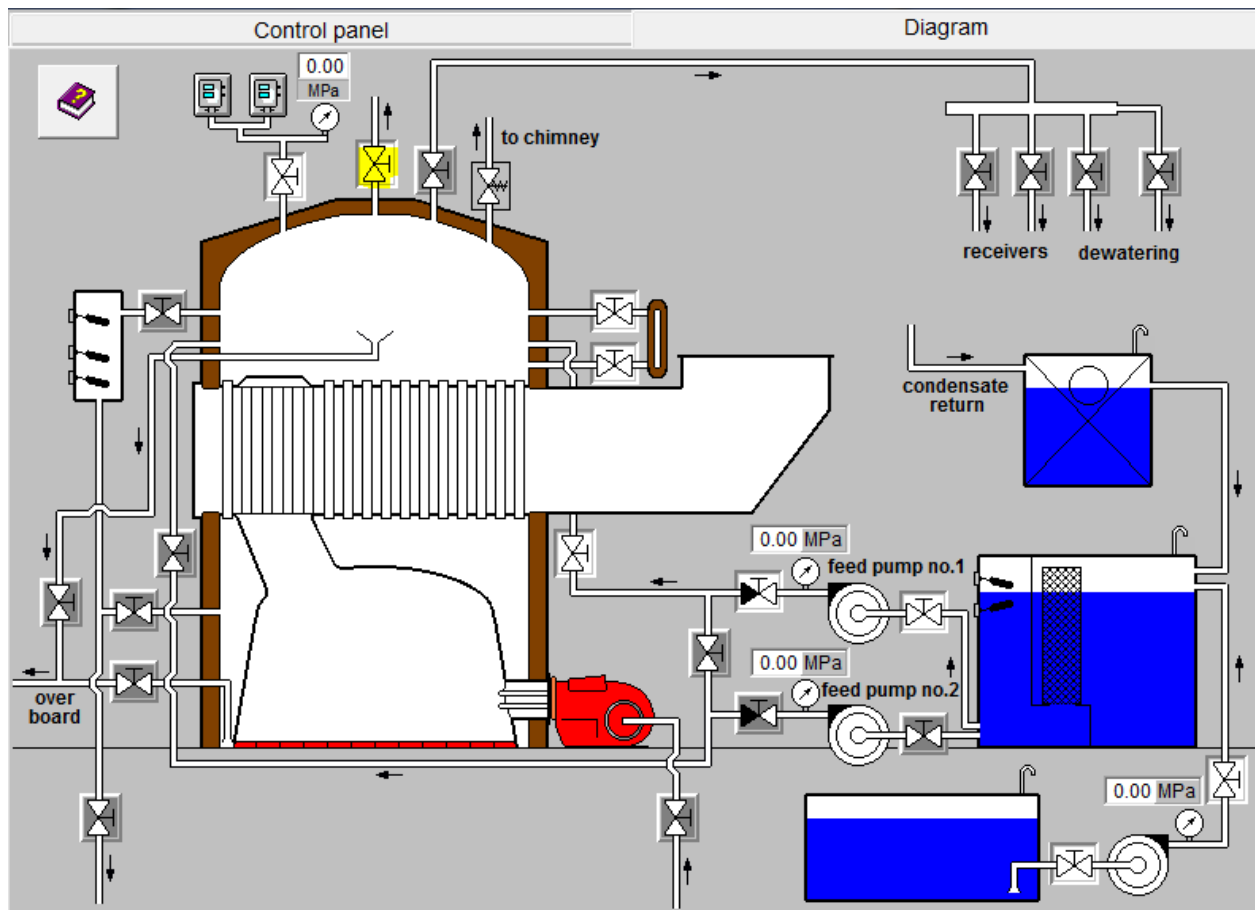 Control panel
Diagram
0.00
MPa
to chimney
receivers
dewatering
condensate
return
0.00 MPa
feed pump no.1
0.00 MPa
feed pump no.2
over
board
0.00 MPa
?